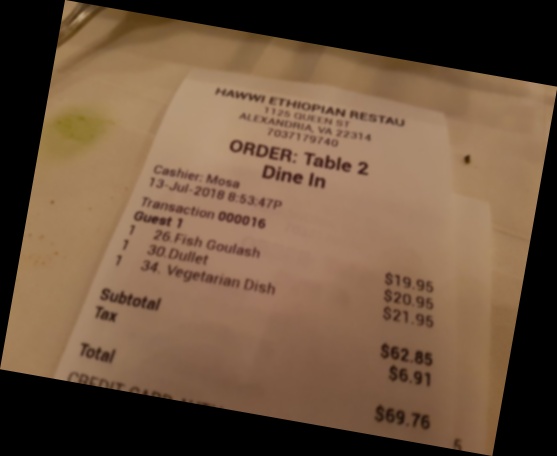 HAWWI ETHIOPIAN RESTAU
1125 QUEEN ST
ALEXANDRIA, VA 22314
7037179740
ORDER: Table 2
Dine In
Cashier: Mosa
13-Jul-2018 8:53:47P
Transaction 000016
Guest 1
1 26.Fish Goulash $19.95
1 30.Dullet $20.95
1 34. Vegetarian Dish $21.95
Subtotal $62.85
Tax $6.91
Total $69.76
CREDIT CARD
5